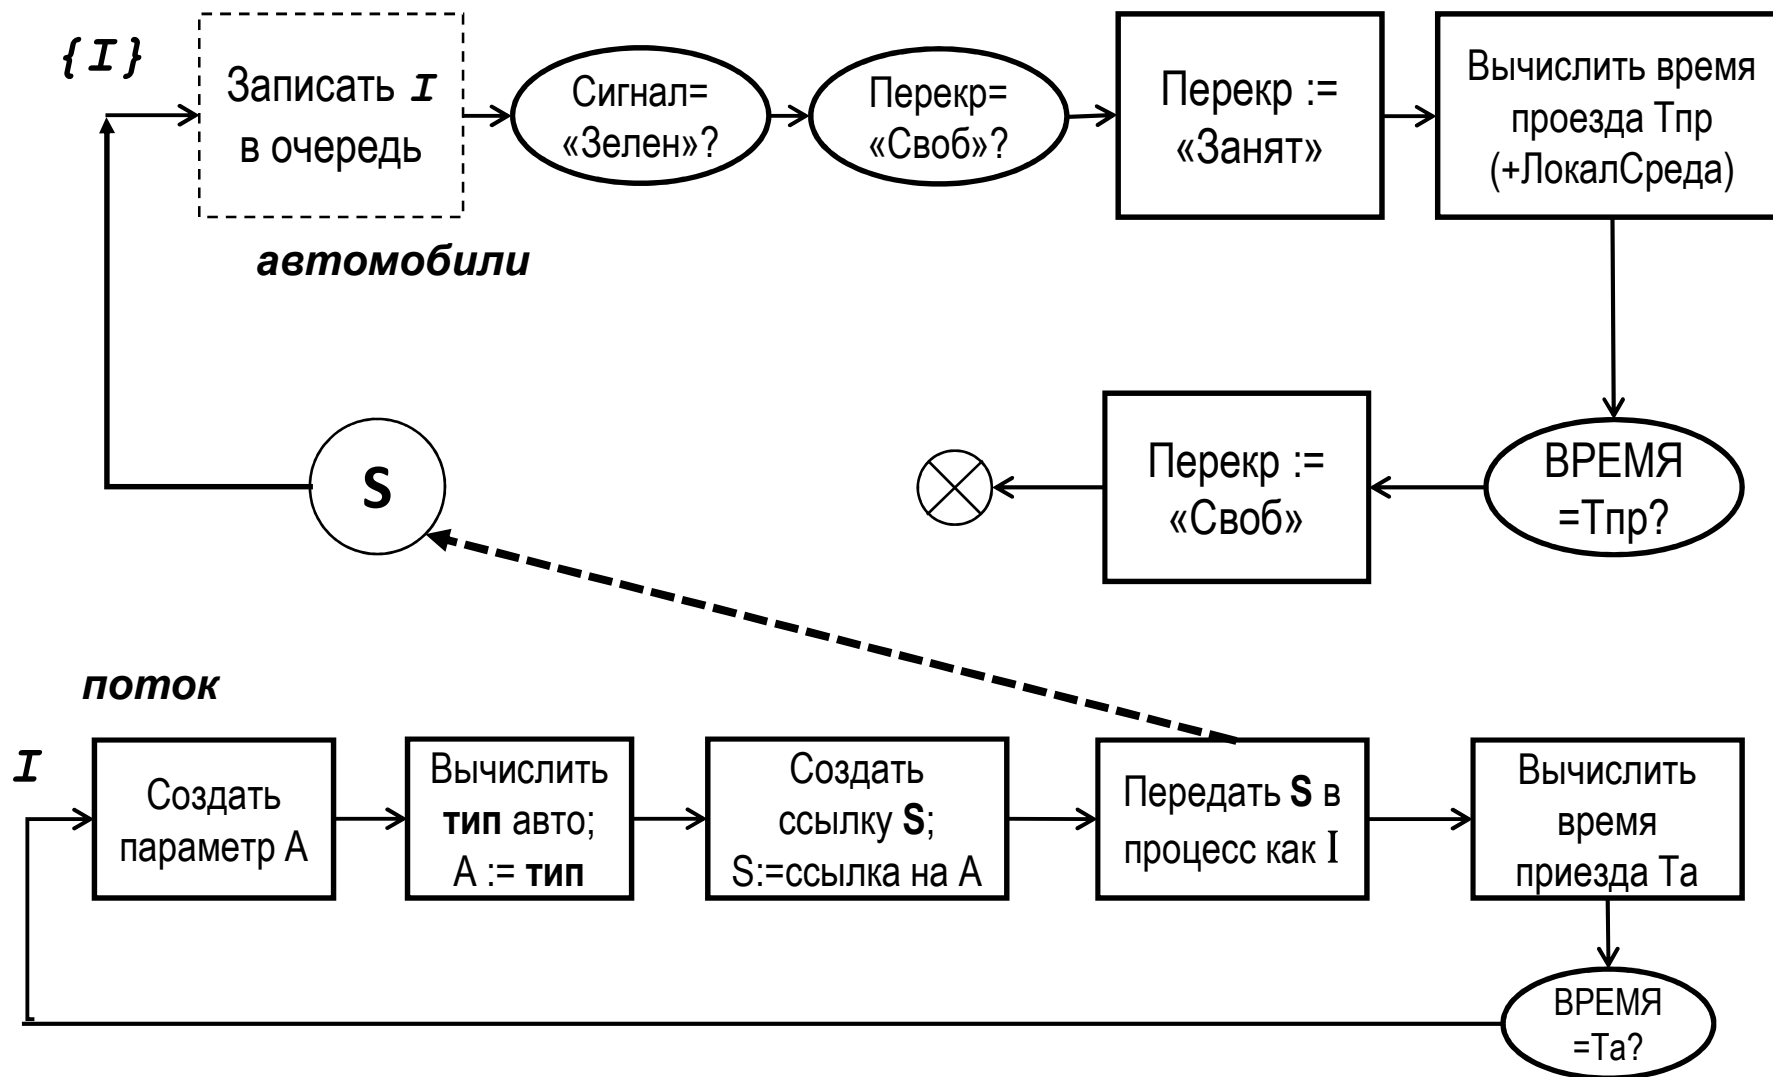 {I}
Записать I
в очередь
Сигнал=
«Зелен»?
Перекр=
«Своб»?
Перекр :=
«Занят»
Вычислить время
проезда Тпр
(+ЛокалСреда)
автомобили
S
Перекр :=
«Своб»
ВРЕМЯ
=Тпр?
поток
I
Создать
параметр А
Вычислить
тип авто;
А := тип
Создать
ссылку S;
S:=ссылка на А
Передать S в
процесс как I
Вычислить
время
приезда Та
ВРЕМЯ
=Та?